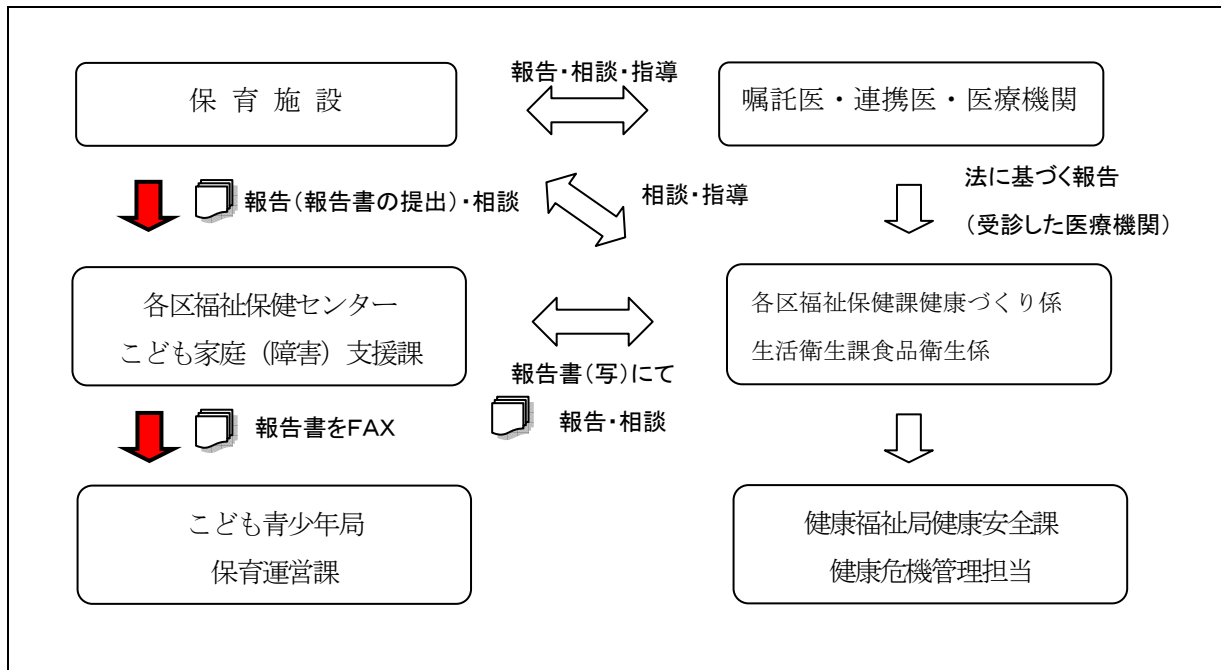 保 育 施 設
報告・相談・指導
嘱託医・連携医・医療機関
報告(報告書の提出)・相談
相談・指導
法に基づく報告
(受診した医療機関)
各区福祉保健センター
こども家庭(障害)支援課
各区福祉保健課健康づくり係
生活衛生課食品衛生係
報告書(写)にて
報告・相談
報告書をFAX
こども青少年局
保育運営課
健康福祉局健康安全課
健康危機管理担当